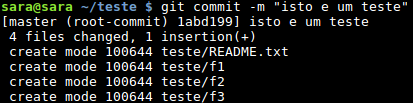 sara@sara ~/teste $ git commit -m "isto e um teste"
[master (root-commit) 1abd199] isto e um teste
 4 files changed, 1 insertion(+)
 create mode 100644 teste/README.txt
 create mode 100644 teste/f1
 create mode 100644 teste/f2
 create mode 100644 teste/f3